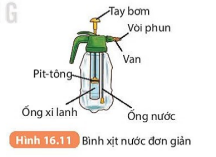 G
Tay bơm
Vòi phun
Van
Pit-tông
Ống xi lanh
Ống nước
Hình 16.11 Bình xịt nước đơn giản